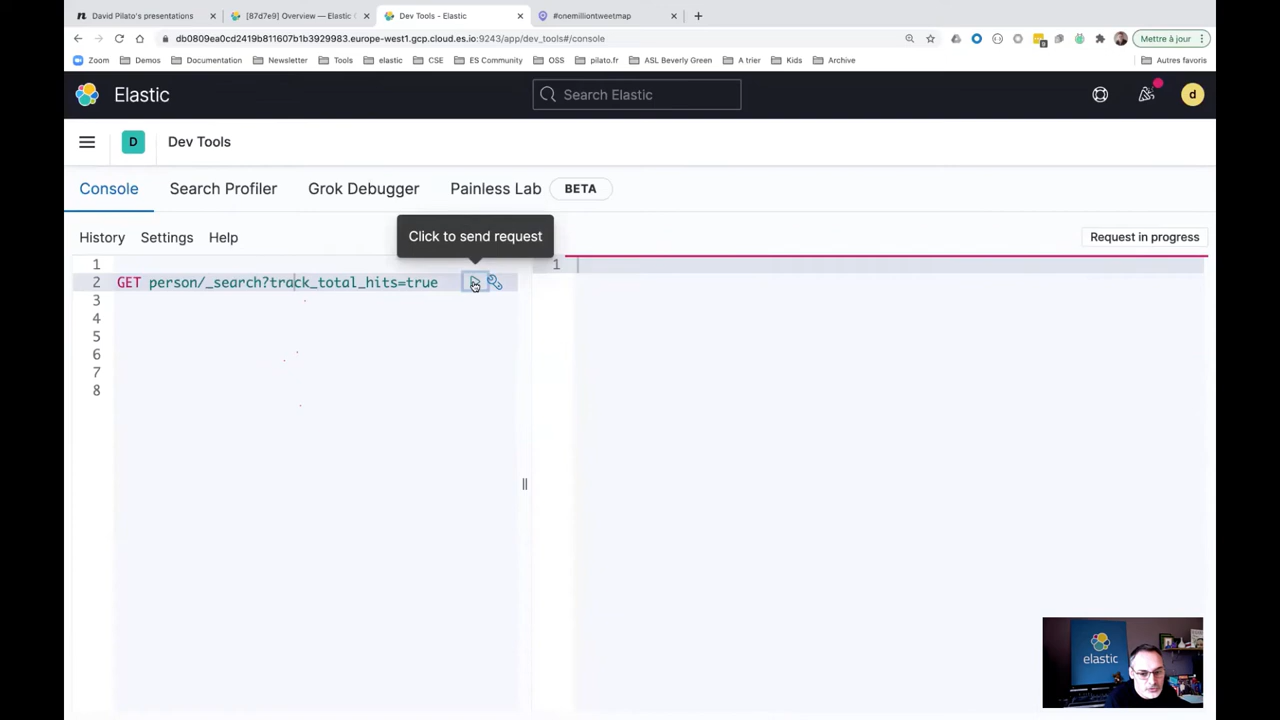 David Pilato's presentations
[87d7e9] Overview — Elastic
Dev Tools - Elastic
#onemilliontweetmap
db0809ea0cd2419b811607b1b3929983.europe-west1.gcp.cloud.es.io:9243/app/dev_tools#/console
Mettre à jour
Zoom
Demos
Documentation
Newsletter
Tools
elastic
CSE
ES Community
OSS
pilato.fr
ASL Beverly Green
A trier
Kids
Archive
Autres favoris
Elastic
Search Elastic
d
D
Dev Tools
Console
Search Profiler
Grok Debugger
Painless Lab
BETA
Click to send request
History
Settings
Help
Request in progress
1
2 GET person/_search?track_total_hits=true
3
4
5
6
7
8
1
elastic